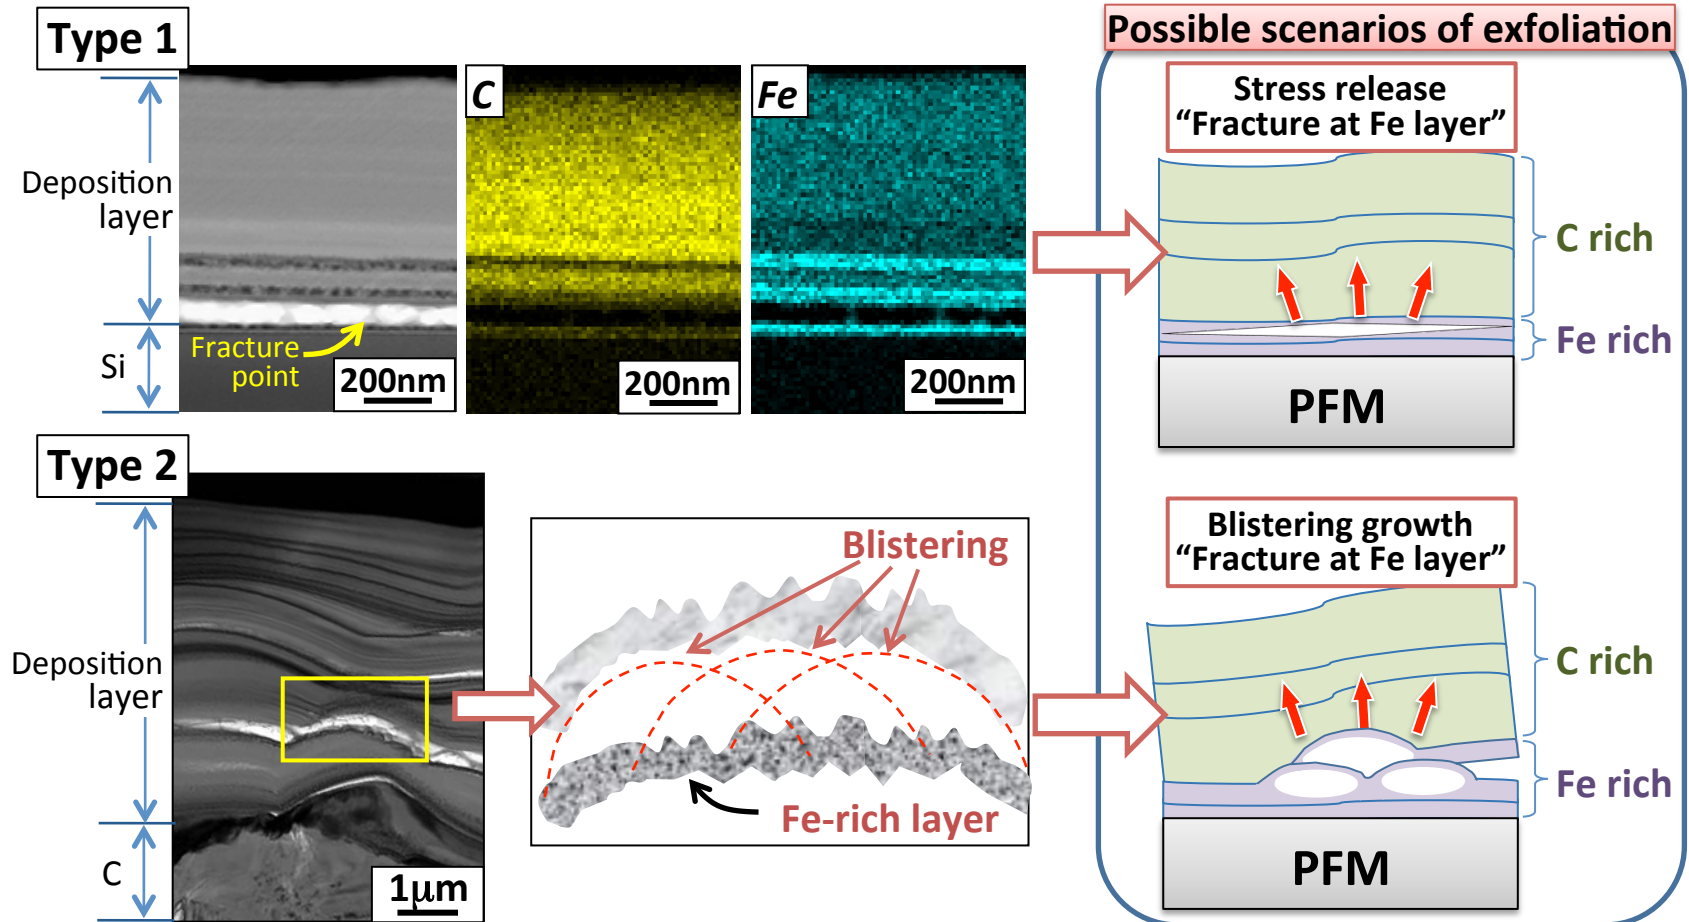 Type 1
Deposition
layer
Si
Fracture
point
200nm
C
200nm
Fe
200nm
Possible scenarios of exfoliation
Stress release
“Fracture at Fe layer”
C rich
Fe rich
PFM
Type 2
Deposition
layer
C
1μm
Blistering
Fe-rich layer
Blistering growth
“Fracture at Fe layer”
C rich
Fe rich
PFM